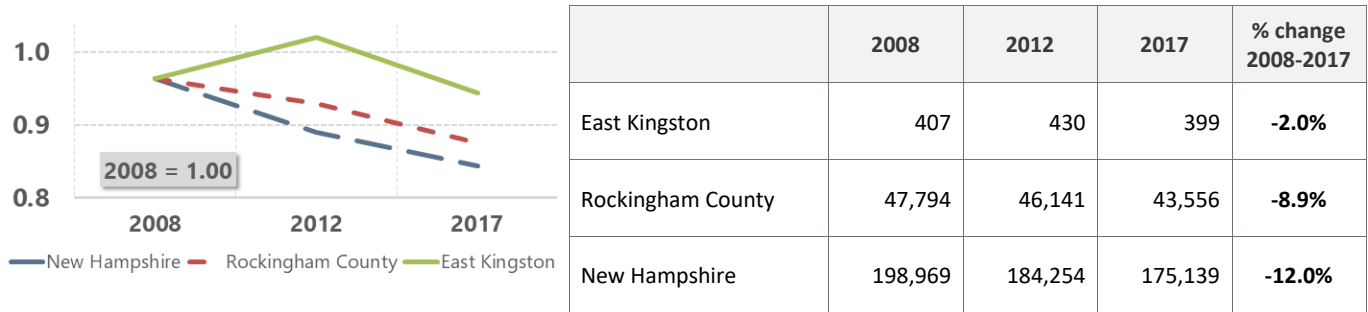 1.0
0.9
0.8
2008 = 1.00
2008 2012 2017
New Hampshire Rockingham County East Kingston
2008 2012 2017 % change
2008-2017
East Kingston 407 430 399 -2.0%
Rockingham County 47,794 46,141 43,556 -8.9%
New Hampshire 198,969 184,254 175,139 -12.0%